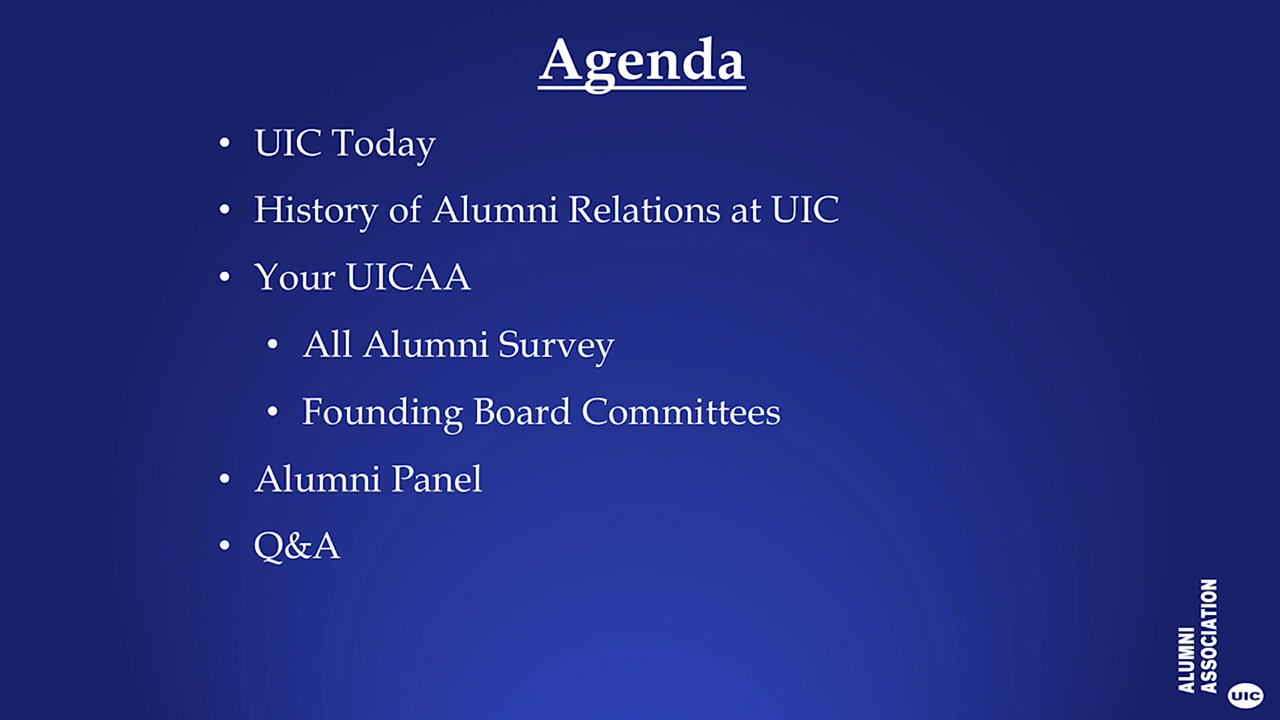 Agenda
• UIC Today
• History of Alumni Relations at UIC
• Your UICAA
• All Alumni Survey
• Founding Board Committees
• Alumni Panel
• Q&A
ALUMNI
ASSOCIATION
UIC